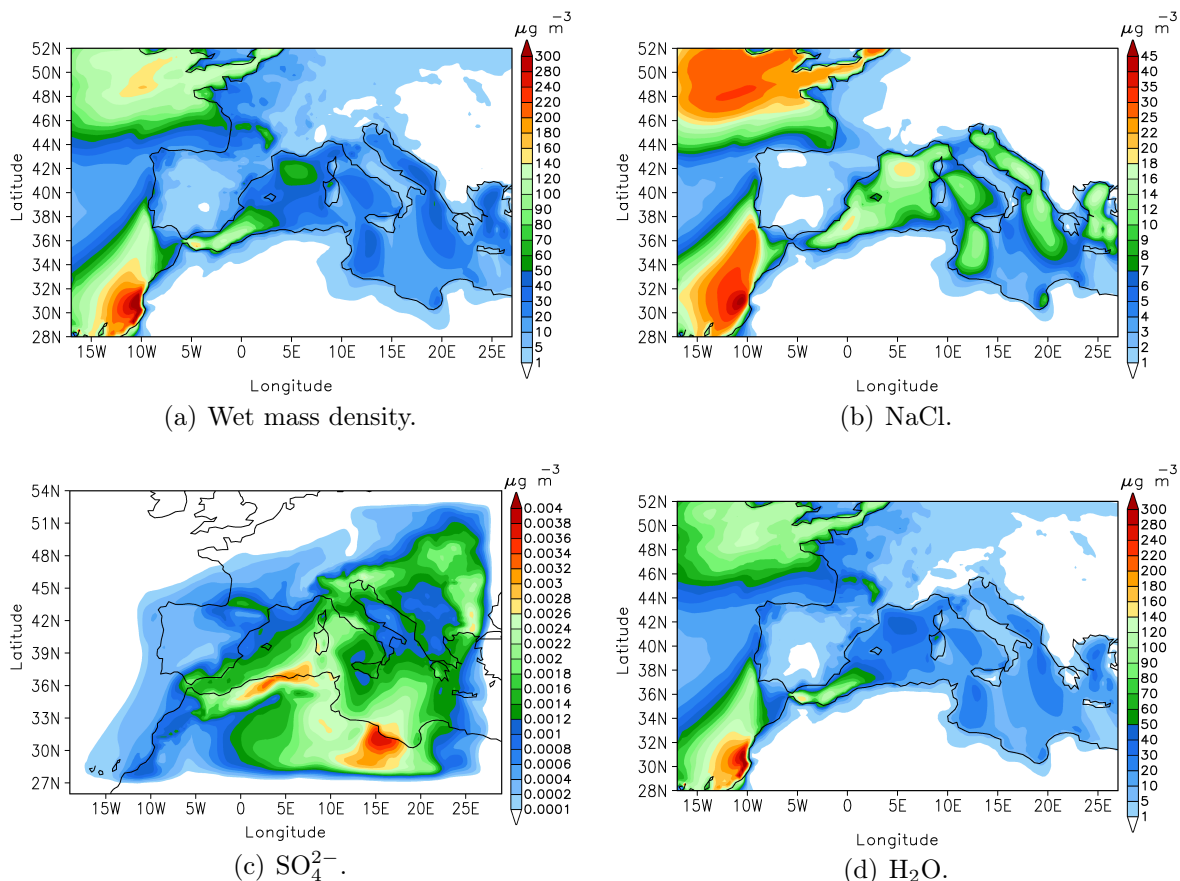 μg m⁻³
52N
50N
48N
46N
44N
42N
40N
38N
36N
34N
32N
30N
28N
Latitude
15W 10W 5W 0 5E 10E 15E 20E 25E
Longitude
300
300
240
220
200
160
140
120
100
90
80
70
60
50
40
30
20
10
5
1
(a) Wet mass density.
μg m⁻³
52N
50N
48N
46N
44N
42N
40N
38N
36N
34N
32N
30N
28N
Latitude
15W 10W 5W 0 5E 10E 15E 20E 25E
Longitude
45
40
35
30
25
22
20
18
16
14
12
10
9
8
7
6
5
4
3
2
1
(b) NaCl.
μg m⁻³
54N
51N
48N
45N
42N
39N
36N
33N
30N
27N
Latitude
15W 10W 5W 0 5E 10E 15E 20E 25E
Longitude
0.004
0.0038
0.0036
0.0034
0.0032
0.003
0.0028
0.0026
0.0024
0.0022
0.002
0.0018
0.0016
0.0014
0.0012
0.001
0.0008
0.0006
0.0004
0.0002
0.0001
(c) SO₄²⁻.
μg m⁻³
52N
50N
48N
46N
44N
42N
40N
38N
36N
34N
32N
30N
28N
Latitude
15W 10W 5W 0 5E 10E 15E 20E 25E
Longitude
300
300
240
220
200
160
140
120
100
90
80
70
60
50
40
30
20
10
5
1
(d) H₂O.